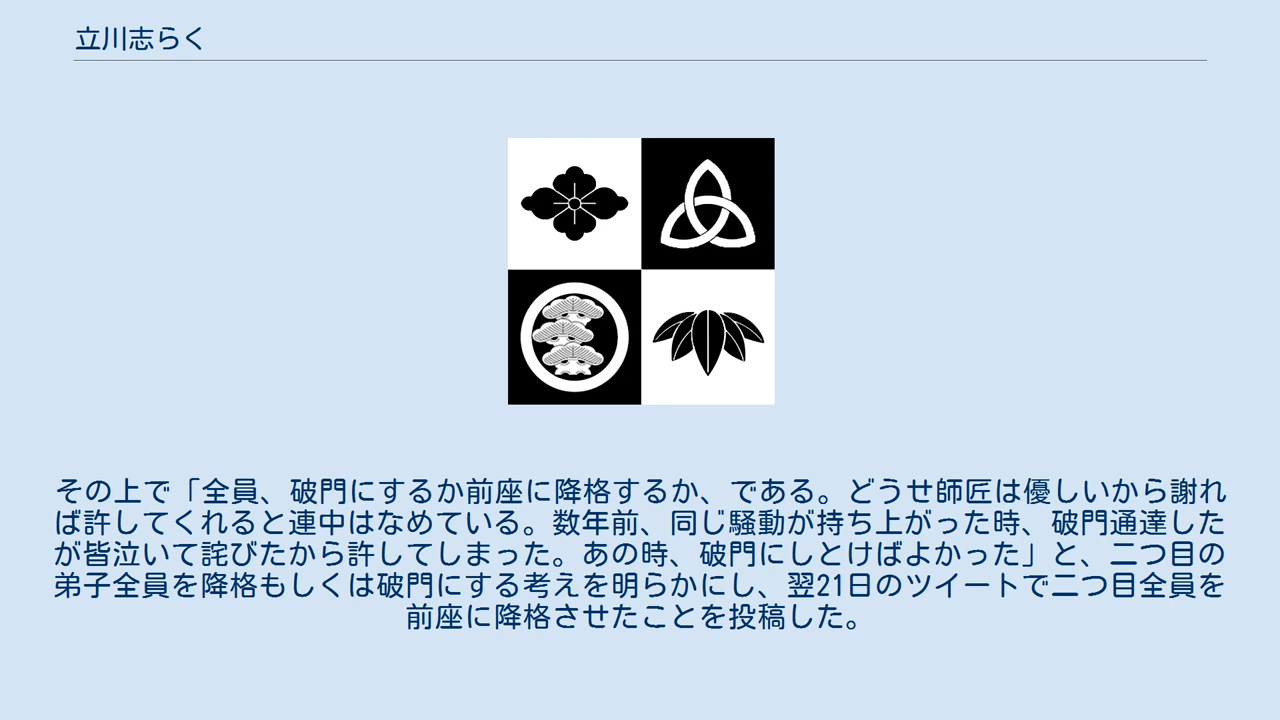 立川志らく
その上で「全員、破門にするか前座に降格するか、である。どうせ師匠は優しいから謝れ
ば許してくれると連中はなめている。数年前、同じ騒動が持ち上がった時、破門通達した
が皆泣いて詫びたから許してしまった。あの時、破門にしとけばよかった」と、二つ目の
弟子全員を降格もしくは破門にする考えを明らかにし、翌21日のツイートで二つ目全員を
前座に降格させたことを投稿した。